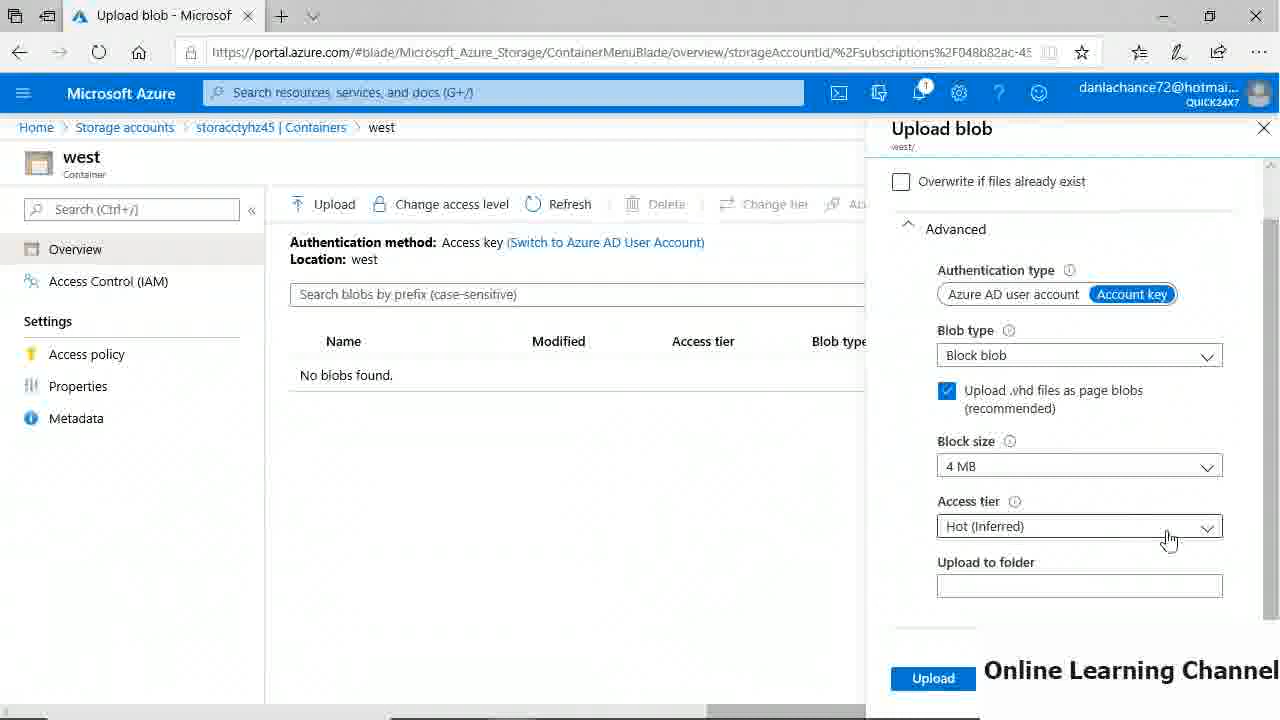 Upload blob - Microsof
https://portal.azure.com/#blade/Microsoft_Azure_Storage/ContainerMenuBlade/overview/storageAccountId/%2Fsubscriptions%2F048b82ac-45
Microsoft Azure
Search resources, services, and docs (G+/)
1
danlachance72@hotmai...
QUICK24X7
Home > Storage accounts > storacctyhz45 | Containers > west
west
Container
Search (Ctrl+/)
Overview
Access Control (IAM)
Settings
Access policy
Properties
Metadata
Upload
Change access level
Refresh
Delete
Change tier
Authentication method: Access key (Switch to Azure AD User Account)
Location: west
Search blobs by prefix (case-sensitive)
Name Modified Access tier Blob type
No blobs found.
Upload blob
west/
Overwrite if files already exist
Advanced
Authentication type
Azure AD user account Account key
Blob type
Block blob
Upload .vhd files as page blobs
(recommended)
Block size
4 MB
Access tier
Hot (Inferred)
Upload to folder
Upload
Online Learning Channel